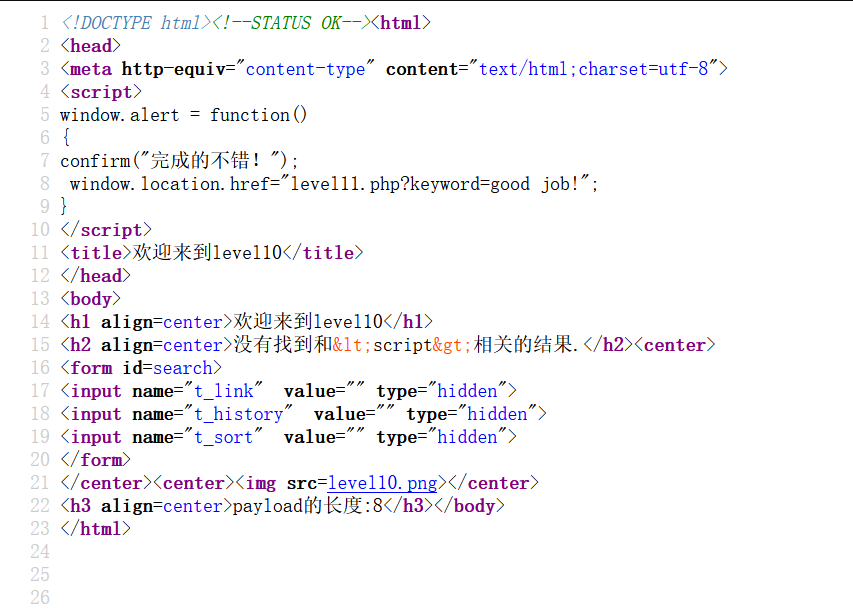 1 <!DOCTYPE html><!--STATUS OK--><html>
2 <head>
3 <meta http-equiv="content-type" content="text/html;charset=utf-8">
4 <script>
5 window.alert = function()
6 {
7 confirm("完成的不错！");
8  window.location.href="level11.php?keyword=good job!";
9 }
10 </script>
11 <title>欢迎来到level10</title>
12 </head>
13 <body>
14 <h1 align=center>欢迎来到level10</h1>
15 <h2 align=center>没有找到和&lt;script&gt;相关的结果.</h2><center>
16 <form id=search>
17 <input name="t_link"  value="" type="hidden">
18 <input name="t_history"  value="" type="hidden">
19 <input name="t_sort"  value="" type="hidden">
20 </form>
21 </center><center><img src=level10.png></center>
22 <h3 align=center>payload的长度:8</h3></body>
23 </html>
24
25
26